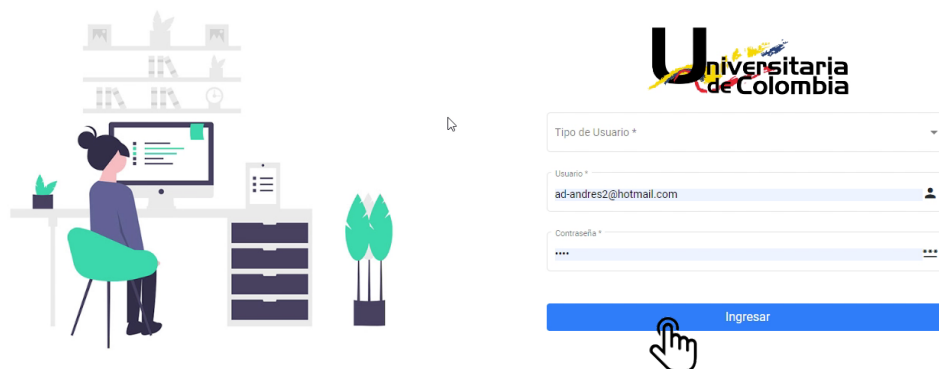 Universitaria
de Colombia
Tipo de Usuario *
Usuario *
ad-andres2@hotmail.com
Contraseña *
••••
Ingresar